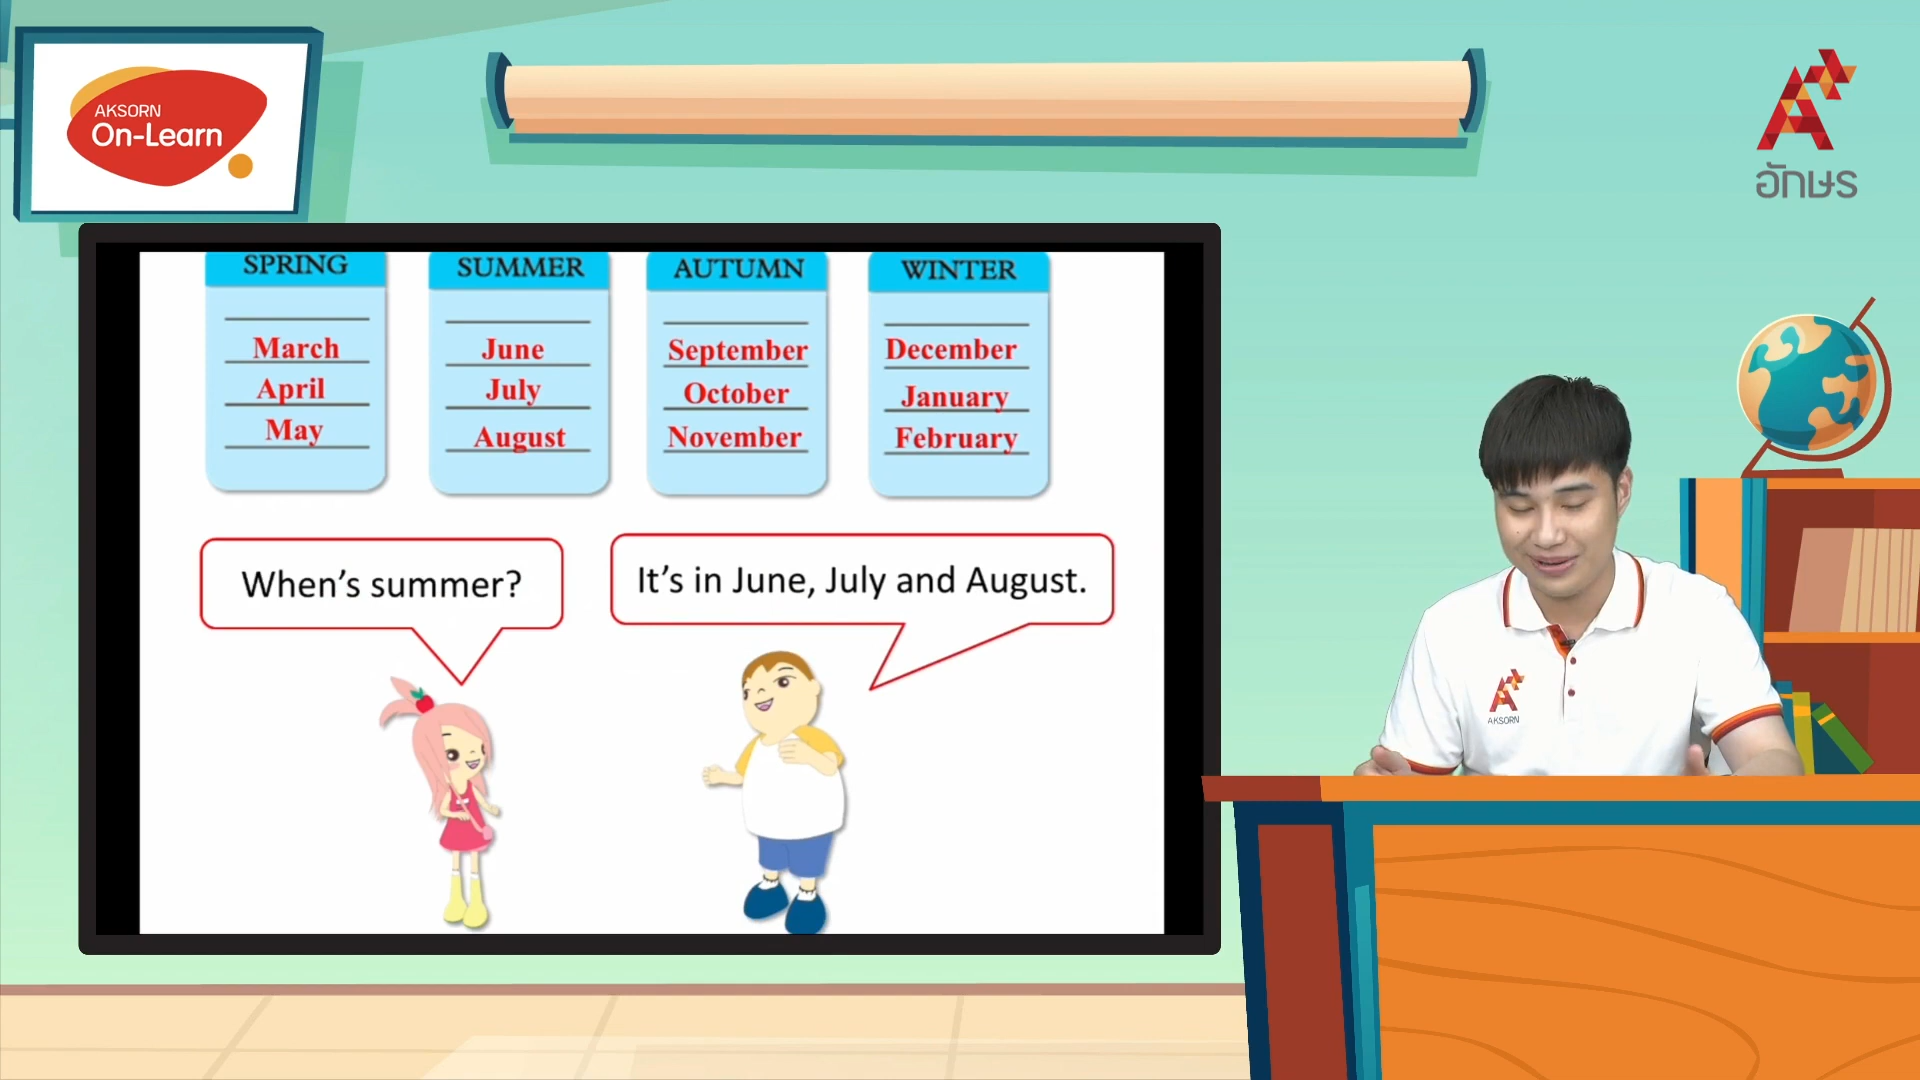 AKSORN
On-Learn
อักษร
SPRING
March
April
May
SUMMER
June
July
August
AUTUMN
September
October
November
WINTER
December
January
February
When's summer?
It's in June, July and August.
AKSORN